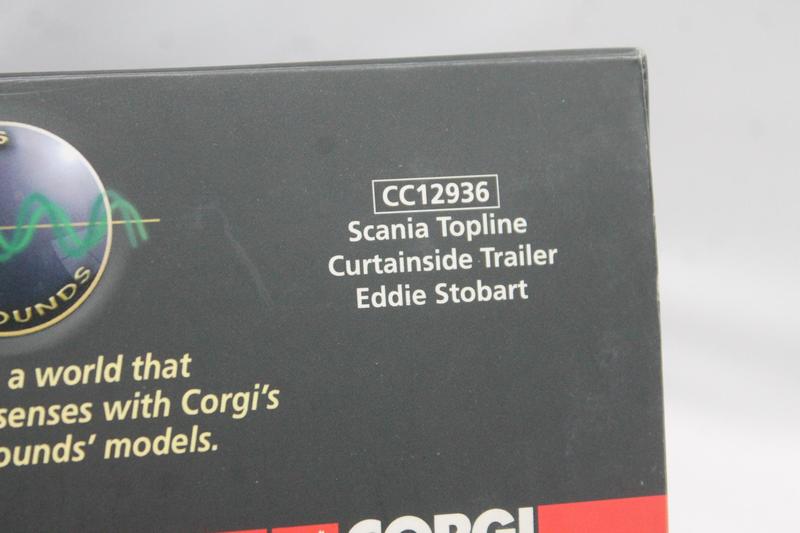 CC12936
Scania Topline
Curtainside Trailer
Eddie Stobart
a world that
senses with Corgi's
ounds' models.
CORGI